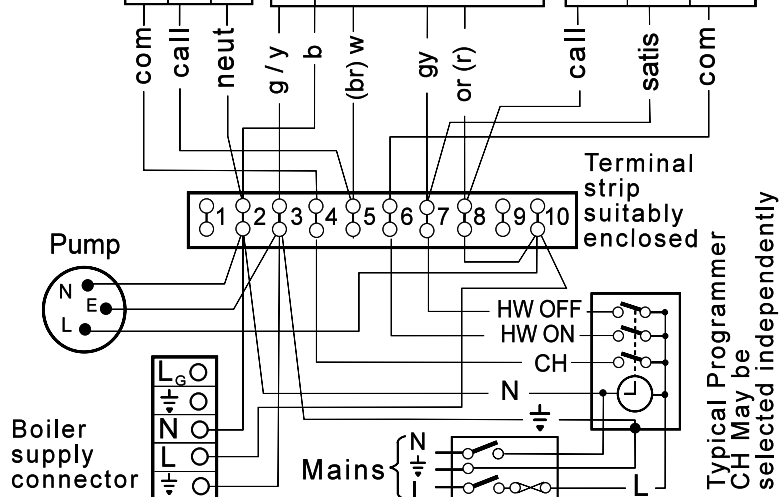 com
call
neut
g / y
b
(br) w
gy
or (r)
call
satis
com
Terminal
strip
suitably
enclosed
1 2 3 4 5 6 7 8 9 10
Pump
N
E
L
HW OFF
HW ON
CH
N
Typical Programmer
CH May be
selected independently
LG
N
L
Boiler
supply
connector
Mains
N
L
L